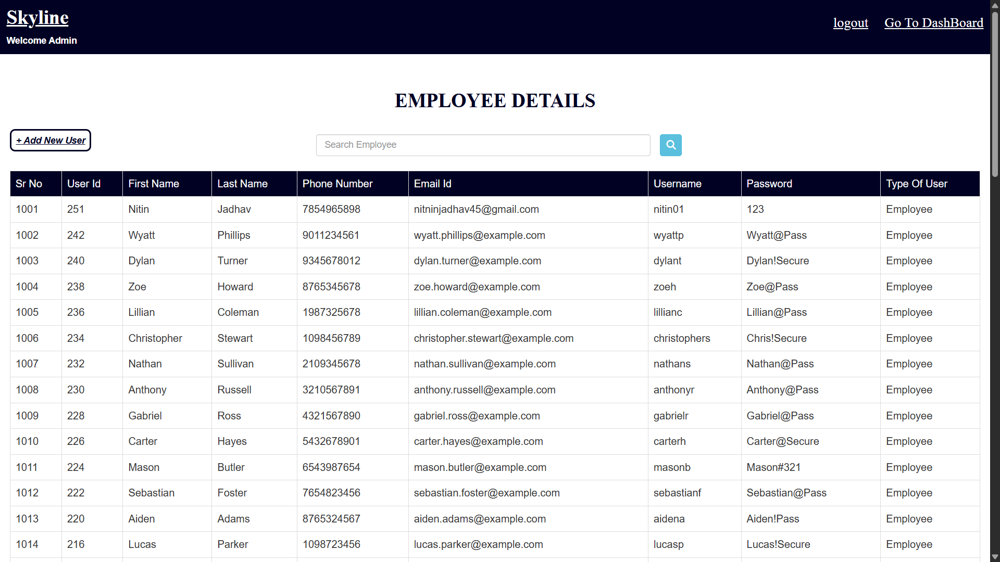 Skyline
Welcome Admin
logout Go To DashBoard
EMPLOYEE DETAILS
+ Add New User
Search Employee
Sr No User Id First Name Last Name Phone Number Email Id Username Password Type Of User
1001 251 Nitin Jadhav 7854965898 nitninjadhav45@gmail.com nitin01 123 Employee
1002 242 Wyatt Phillips 9011234561 wyatt.phillips@example.com wyattp Wyatt@Pass Employee
1003 240 Dylan Turner 9345678012 dylan.turner@example.com dylant Dylan!Secure Employee
1004 238 Zoe Howard 8765345678 zoe.howard@example.com zoeh Zoe@Pass Employee
1005 236 Lillian Coleman 1987325678 lillian.coleman@example.com lillianc Lillian@Pass Employee
1006 234 Christopher Stewart 1098456789 christopher.stewart@example.com christophers Chris!Secure Employee
1007 232 Nathan Sullivan 2109345678 nathan.sullivan@example.com nathans Nathan@Pass Employee
1008 230 Anthony Russell 3210567891 anthony.russell@example.com anthonyr Anthony@Pass Employee
1009 228 Gabriel Ross 4321567890 gabriel.ross@example.com gabrielr Gabriel@Pass Employee
1010 226 Carter Hayes 5432678901 carter.hayes@example.com carterh Carter@Secure Employee
1011 224 Mason Butler 6543987654 mason.butler@example.com masonb Mason#321 Employee
1012 222 Sebastian Foster 7654823456 sebastian.foster@example.com sebastianf Sebastian@Pass Employee
1013 220 Aiden Adams 8765324567 aiden.adams@example.com aidena Aiden!Pass Employee
1014 216 Lucas Parker 1098723456 lucas.parker@example.com lucasp Lucas!Secure Employee